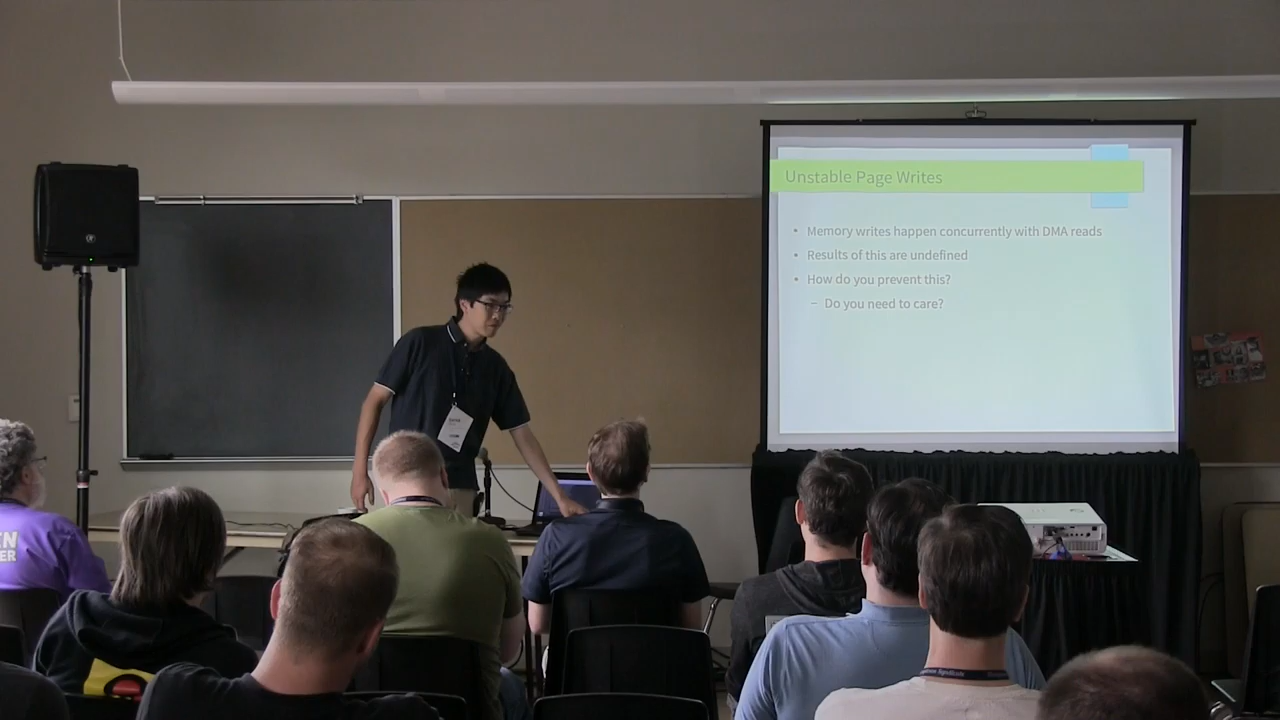 Unstable Page Writes
• Memory writes happen concurrently with DMA reads
• Results of this are undefined
• How do you prevent this?
– Do you need to care?